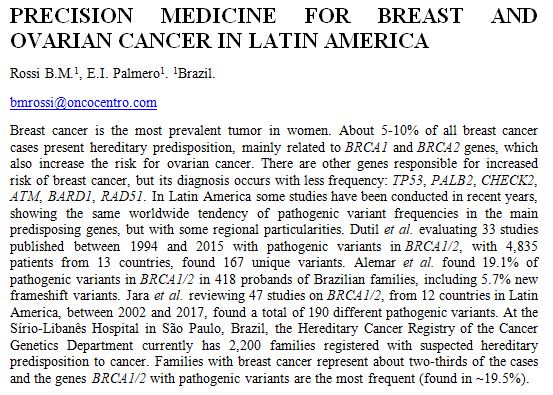 PRECISION MEDICINE FOR BREAST AND
OVARIAN CANCER IN LATIN AMERICA
Rossi B.M.¹, E.I. Palmero¹. ¹Brazil.
bmrossi@oncocentro.com
Breast cancer is the most prevalent tumor in women. About 5-10% of all breast cancer
cases present hereditary predisposition, mainly related to BRCA1 and BRCA2 genes, which
also increase the risk for ovarian cancer. There are other genes responsible for increased
risk of breast cancer, but its diagnosis occurs with less frequency: TP53, PALB2, CHECK2,
ATM, BARD1, RAD51. In Latin America some studies have been conducted in recent years,
showing the same worldwide tendency of pathogenic variant frequencies in the main
predisposing genes, but with some regional particularities. Dutil et al. evaluating 33 studies
published between 1994 and 2015 with pathogenic variants in BRCA1/2, with 4,835
patients from 13 countries, found 167 unique variants. Alemar et al. found 19.1% of
pathogenic variants in BRCA1/2 in 418 probands of Brazilian families, including 5.7% new
frameshift variants. Jara et al. reviewing 47 studies on BRCA1/2, from 12 countries in Latin
America, between 2002 and 2017, found a total of 190 different pathogenic variants. At the
Sírio-Libanês Hospital in São Paulo, Brazil, the Hereditary Cancer Registry of the Cancer
Genetics Department currently has 2,200 families registered with suspected hereditary
predisposition to cancer. Families with breast cancer represent about two-thirds of the cases
and the genes BRCA1/2 with pathogenic variants are the most frequent (found in ~19.5%).